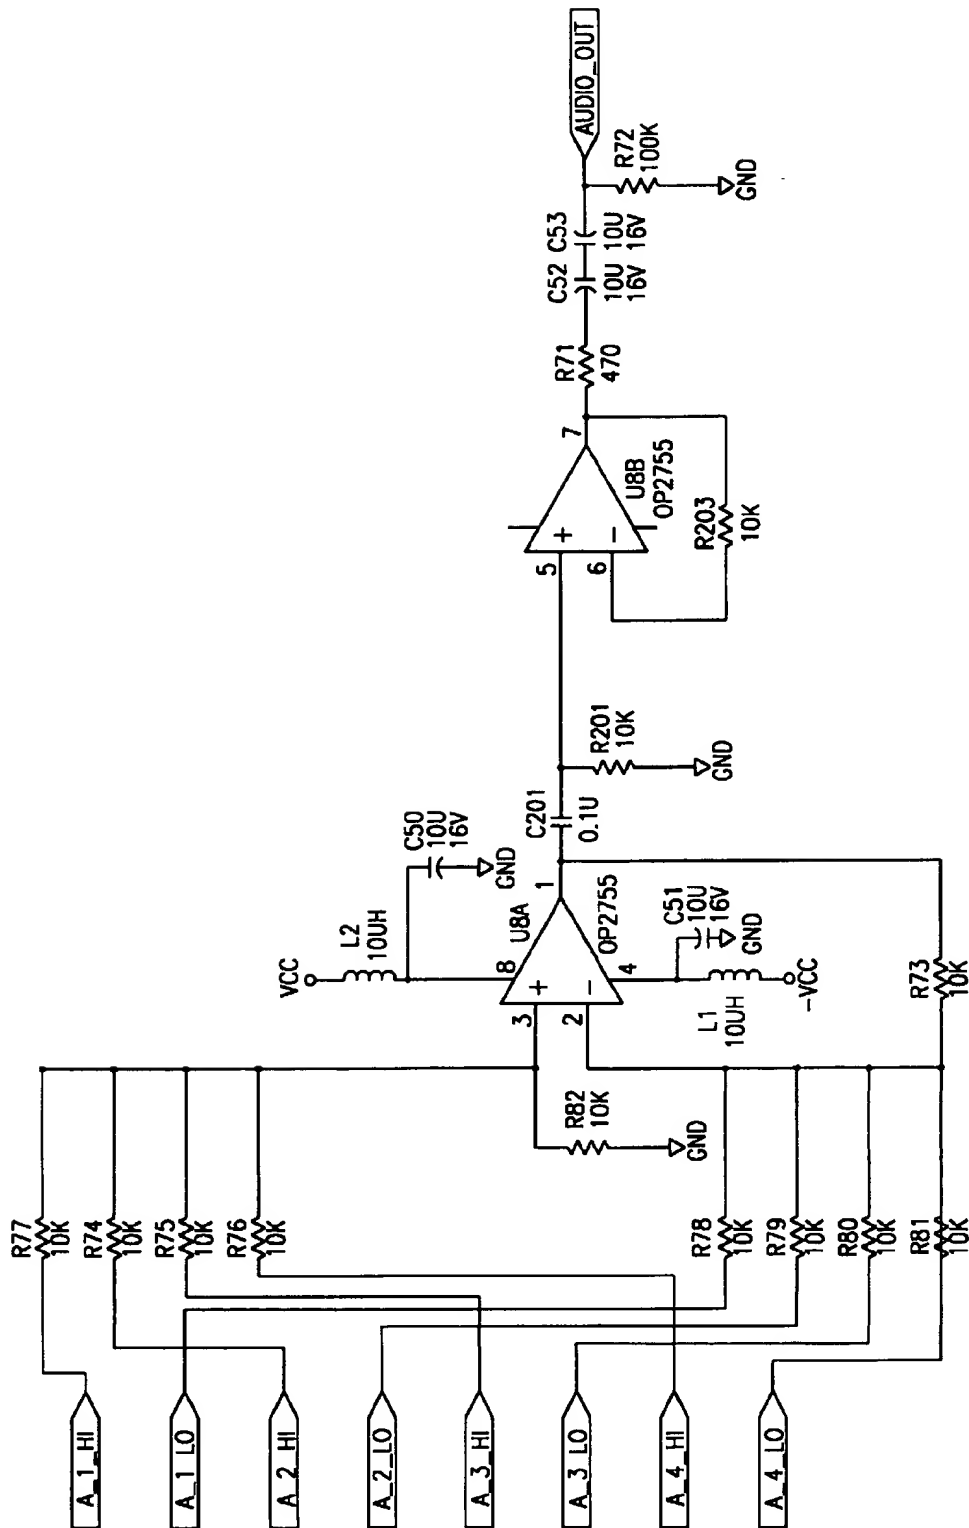 A_1_HI
A_1_LO
A_2_HI
A_2_LO
A_3_HI
A_3_LO
A_4_HI
A_4_LO
R77
10K
R74
10K
R75
10K
R76
10K
R78
10K
R79
10K
R80
10K
R81
10K
R82
10K
GND
VCC
L2
10UH
C50
10U
16V
GND
3
2
8
4
1
+
−
U8A
OP2755
C51
10U
16V
GND
L1
10UH
-VCC
R73
10K
C201
0.1U
R201
10K
GND
5
6
7
+
−
U8B
OP2755
R203
10K
R71
470
C52
10U
16V
C53
10U
16V
R72
100K
GND
AUDIO_OUT